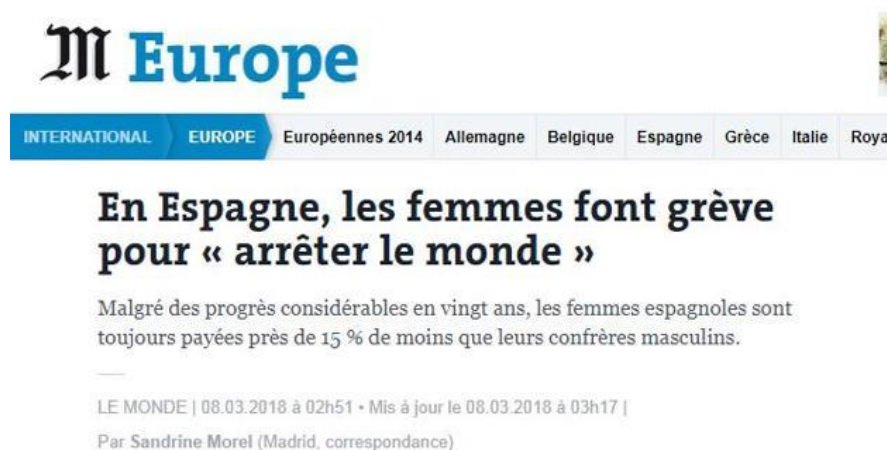 M Europe
INTERNATIONAL EUROPE Européennes 2014 Allemagne Belgique Espagne Grèce Italie
En Espagne, les femmes font grève
pour « arrêter le monde »
Malgré des progrès considérables en vingt ans, les femmes espagnoles sont
toujours payées près de 15 % de moins que leurs confrères masculins.
LE MONDE | 08.03.2018 à 02h51 • Mis à jour le 08.03.2018 à 03h17 |
Par Sandrine Morel (Madrid, correspondance)